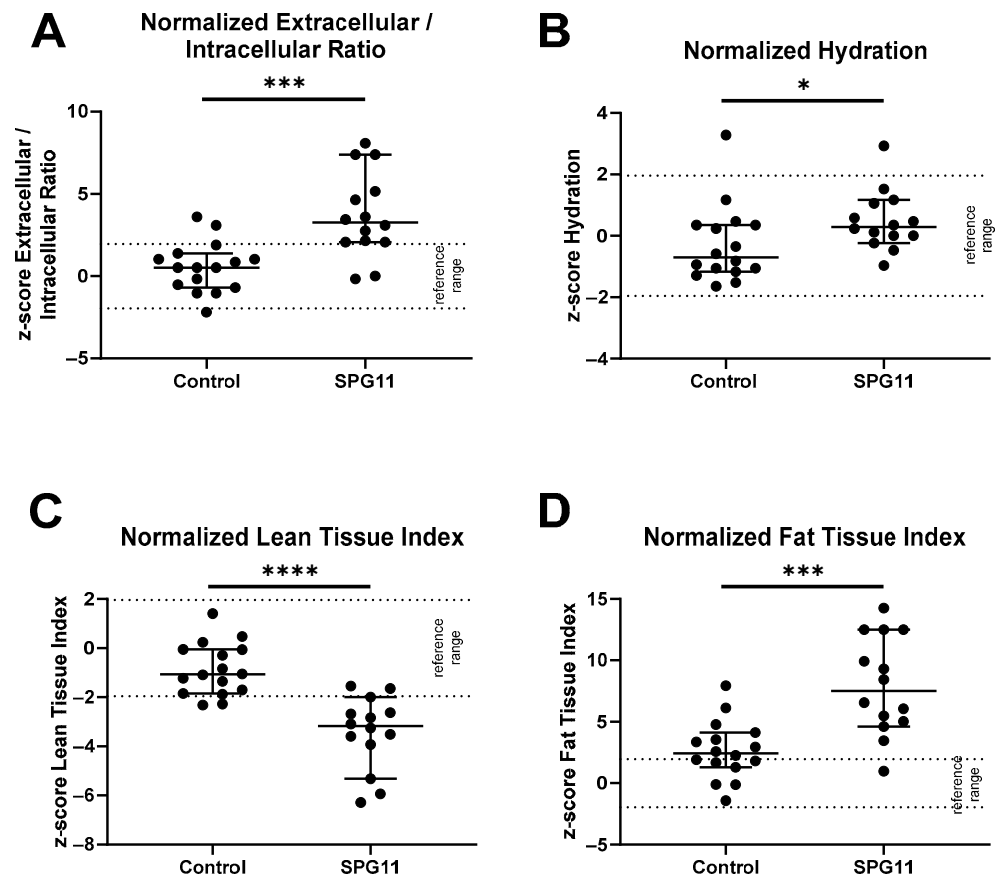 A
Normalized Extracellular /
Intracellular Ratio
***
z-score Extracellular /
Intracellular Ratio
10
5
0
–5
reference
range
Control
SPG11
B
Normalized Hydration
*
z-score Hydration
4
2
0
–2
–4
reference
range
Control
SPG11
C
Normalized Lean Tissue Index
****
z-score Lean Tissue Index
2
0
–2
–4
–6
–8
reference
range
Control
SPG11
D
Normalized Fat Tissue Index
***
z-score Fat Tissue Index
15
10
5
0
–5
reference
range
Control
SPG11